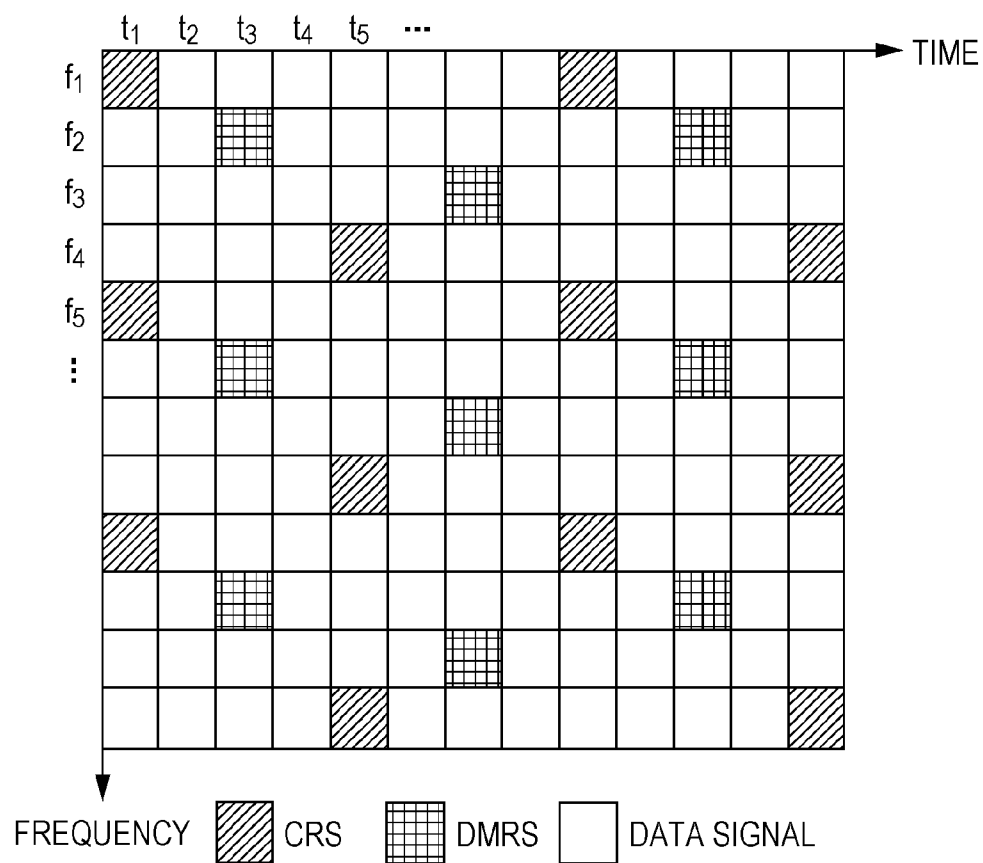 t1 t2 t3 t4 t5 ...
TIME
f1
f2
f3
f4
f5
...
FREQUENCY
CRS
DMRS
DATA SIGNAL